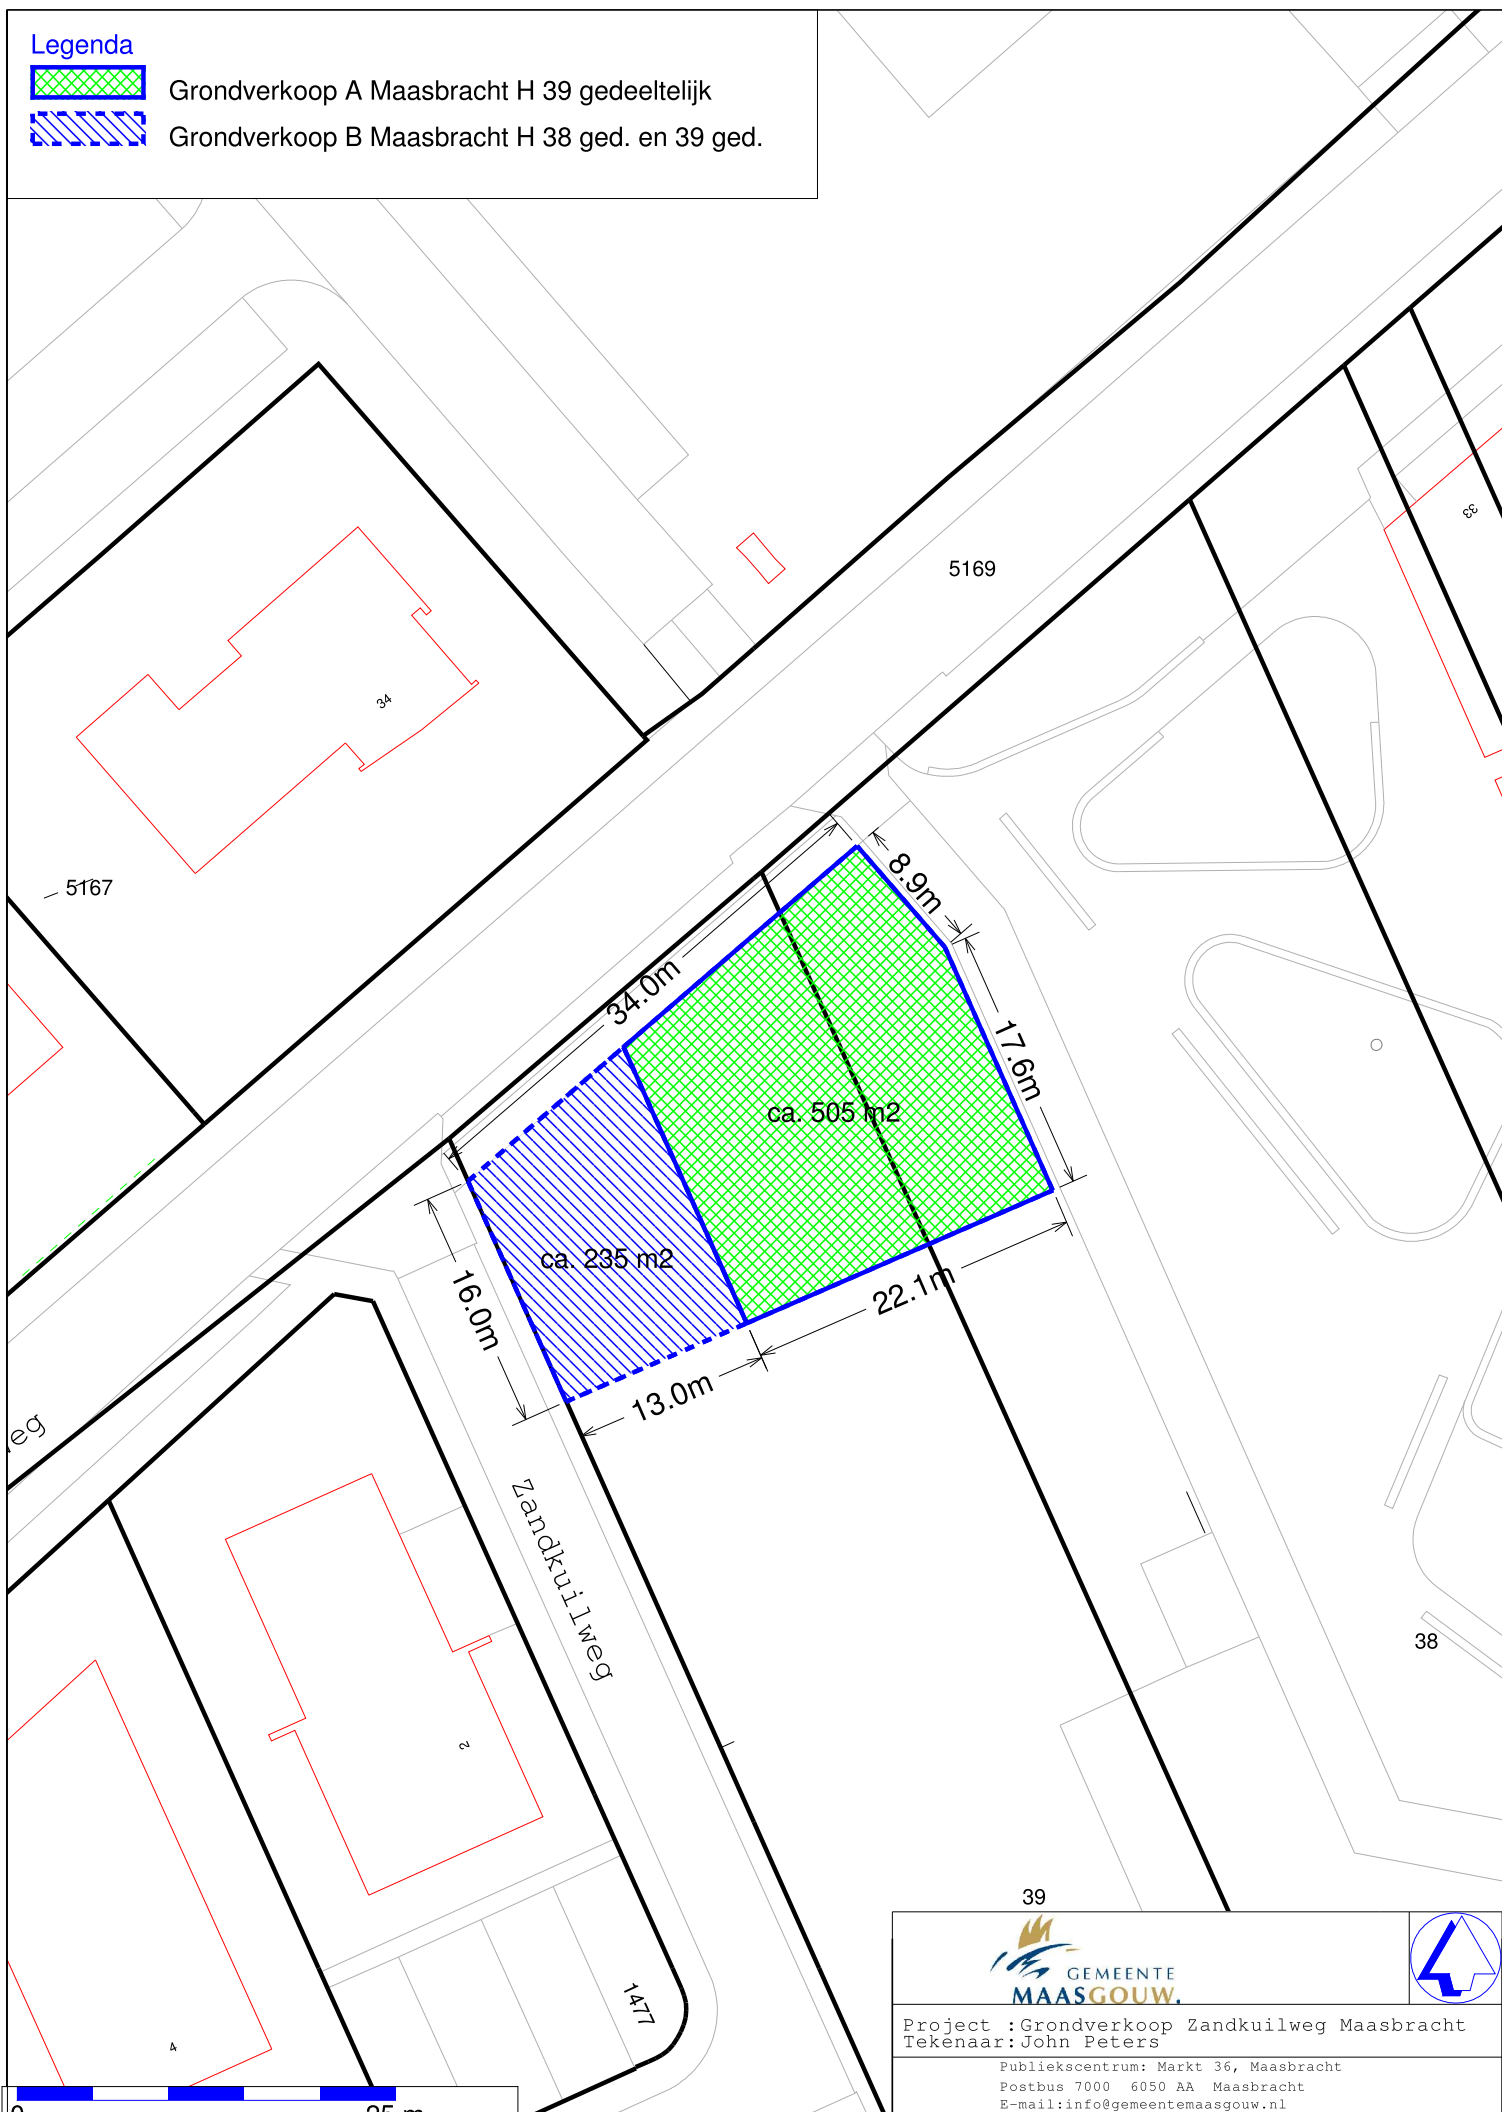 Legenda
Grondverkoop A Maasbracht H 39 gedeeltelijk
Grondverkoop B Maasbracht H 38 ged. en 39 ged.
33
5169
34
5167
8.9m
34.0m
17.6m
ca. 505 m2
ca. 235 m2
16.0m
22.1m
13.0m
Zandkuilweg
38
2
39
1477
4
GEMEENTE
MAASGOUW.
Project :Grondverkoop Zandkuilweg Maasbracht
Tekenaar:John Peters
Publiekscentrum: Markt 36, Maasbracht
Postbus 7000 6050 AA Maasbracht
E-mail:info@gemeentemaasgouw.nl
0 25 m